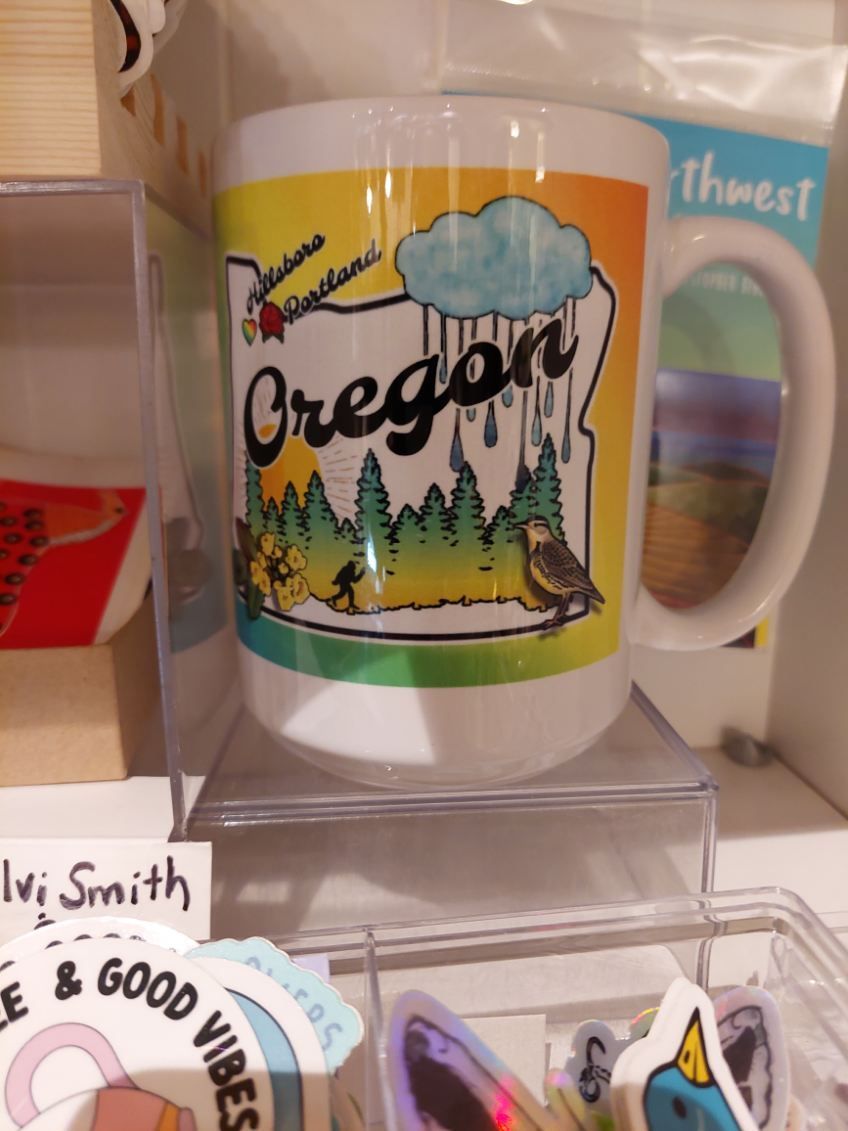 rthwest
Hillsboro
Portland
Oregon
lvi Smith
& GOOD VIBES